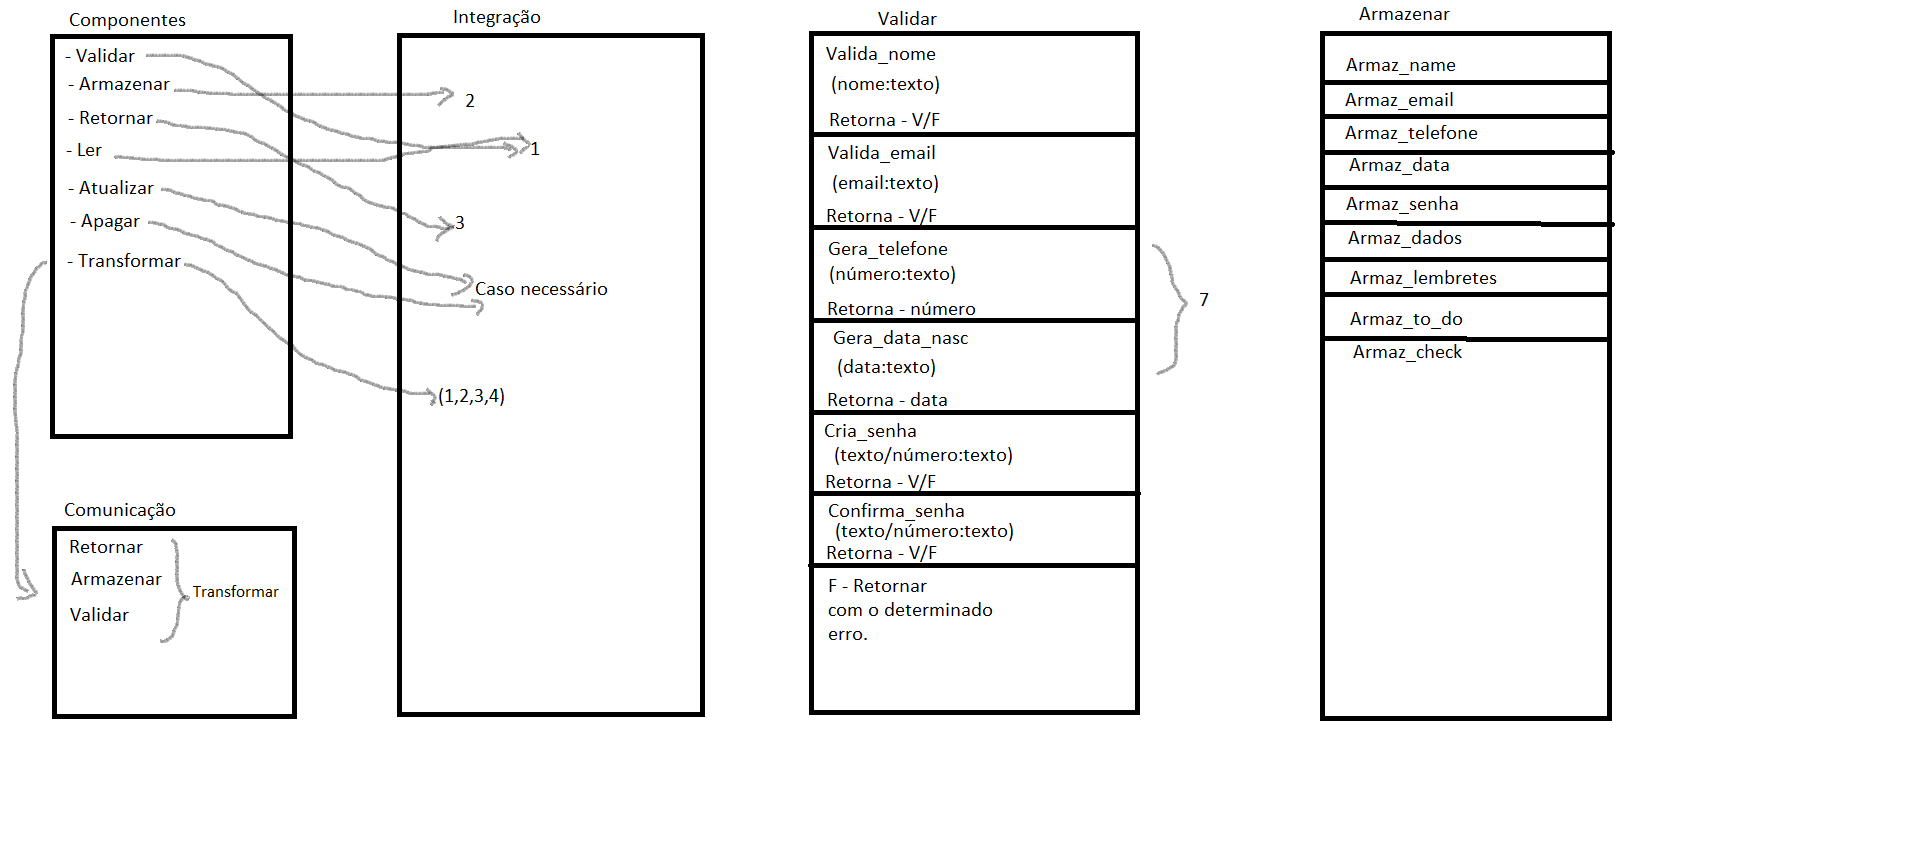 Componentes
- Validar
- Armazenar
- Retornar
- Ler
- Atualizar
- Apagar
- Transformar
Comunicação
Retornar
Armazenar
Validar
Transformar
Integração
2
1
3
Caso necessário
(1,2,3,4)
Validar
Valida_nome
(nome:texto)
Retorna - V/F
Valida_email
(email:texto)
Retorna - V/F
Gera_telefone
(número:texto)
Retorna - número
Gera_data_nasc
(data:texto)
Retorna - data
Cria_senha
(texto/número:texto)
Retorna - V/F
Confirma_senha
(texto/número:texto)
Retorna - V/F
F - Retornar
com o determinado
erro.
7
Armazenar
Armaz_name
Armaz_email
Armaz_telefone
Armaz_data
Armaz_senha
Armaz_dados
Armaz_lembretes
Armaz_to_do
Armaz_check